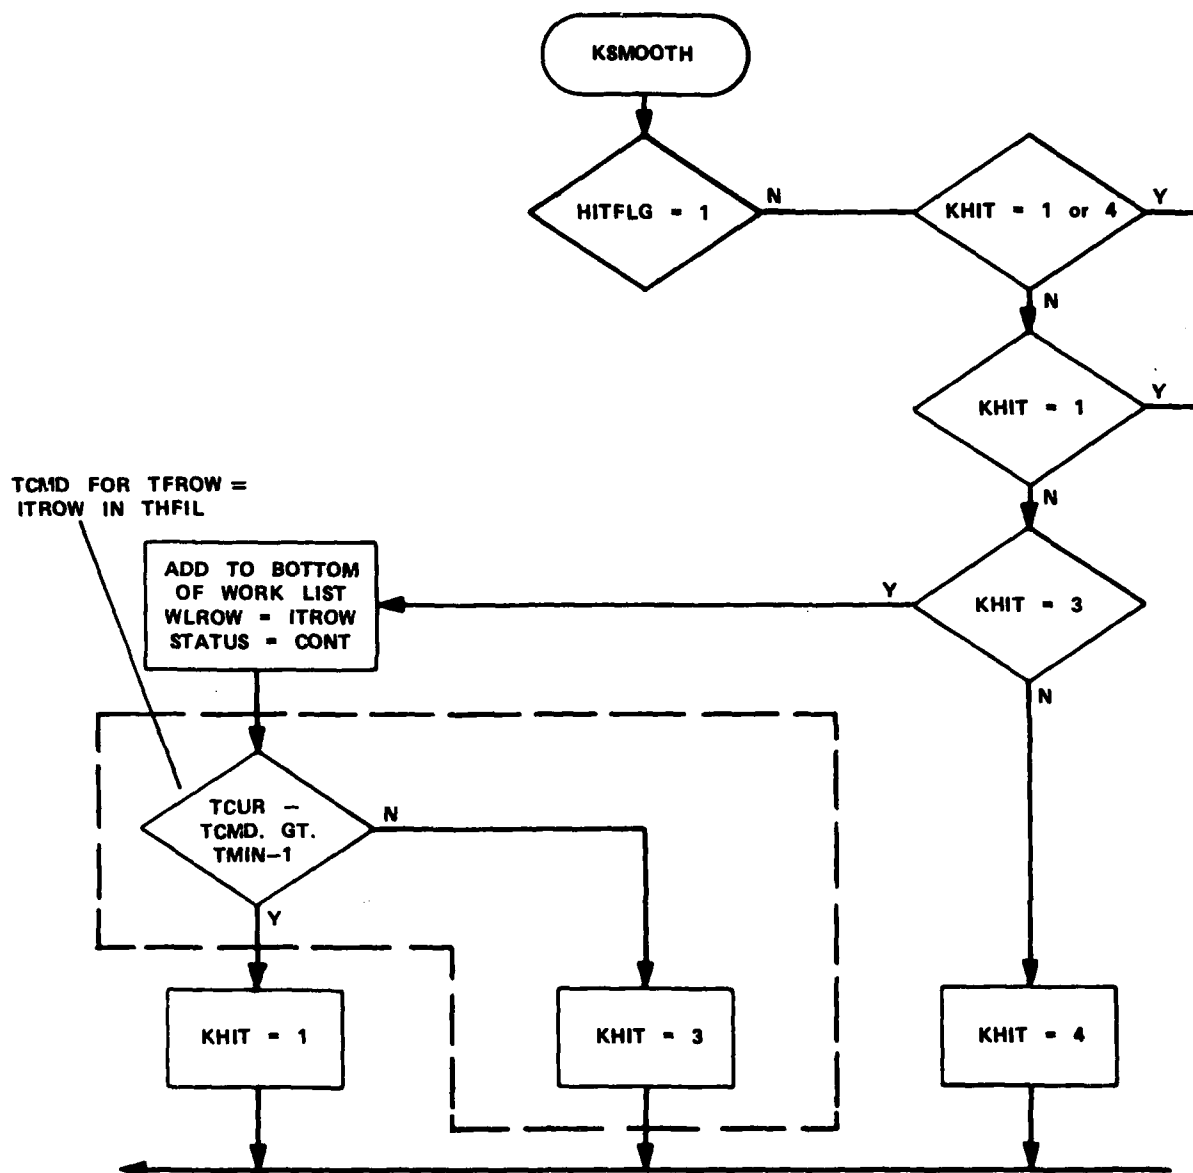 KSMOOTH
HITFLG = 1
N
KHIT = 1 or 4
Y
N
KHIT = 1
Y
N
TCMD FOR TFROW =
ITROW IN THFIL
ADD TO BOTTOM
OF WORK LIST
WLROW = ITROW
STATUS = CONT
Y
KHIT = 3
N
TCUR –
TCMD. GT.
TMIN–1
N
Y
KHIT = 1
KHIT = 3
KHIT = 4